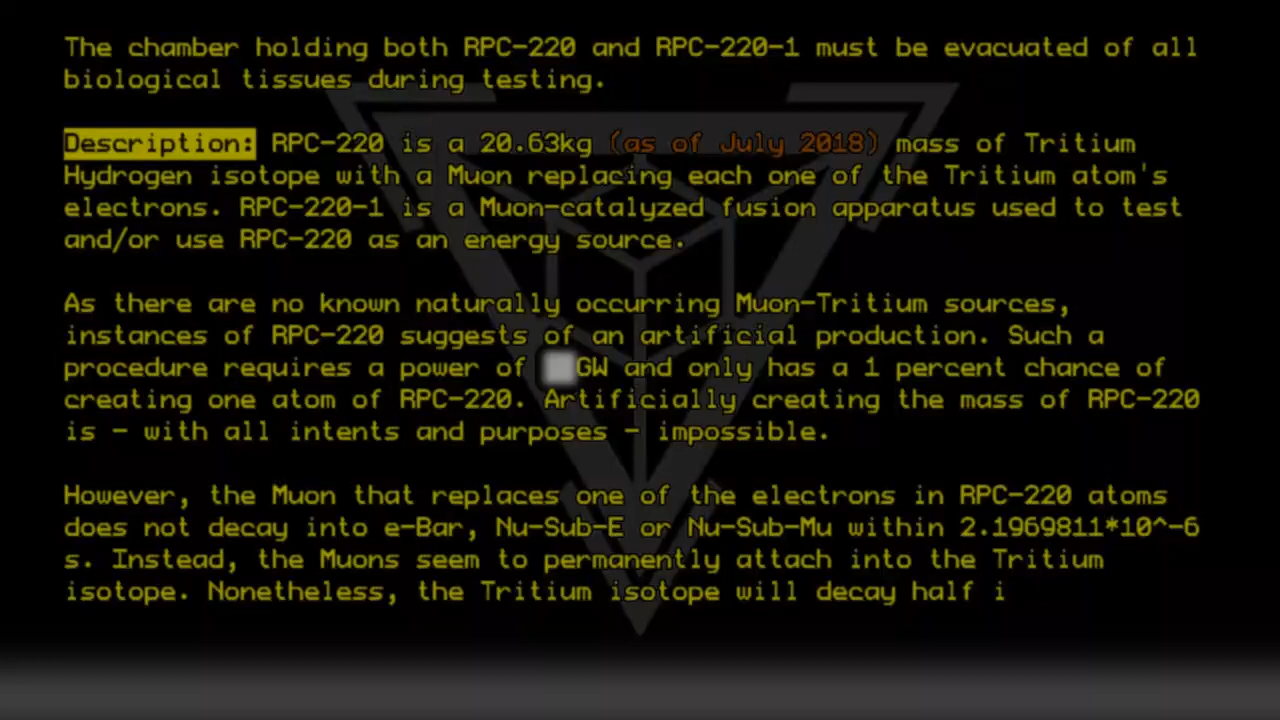 The chamber holding both RPC-220 and RPC-220-1 must be evacuated of all
biological tissues during testing.
Description: RPC-220 is a 20.63kg (as of July 2018) mass of Tritium
Hydrogen isotope with a Muon replacing each one of the Tritium atom's
electrons. RPC-220-1 is a Muon-catalyzed fusion apparatus used to test
and/or use RPC-220 as an energy source.
As there are no known naturally occurring Muon-Tritium sources,
instances of RPC-220 suggests of an artificial production. Such a
procedure requires a power of GW and only has a 1 percent chance of
creating one atom of RPC-220. Artificially creating the mass of RPC-220
is - with all intents and purposes - impossible.
However, the Muon that replaces one of the electrons in RPC-220 atoms
does not decay into e-Bar, Nu-Sub-E or Nu-Sub-Mu within 2.1969811*10^-6
s. Instead, the Muons seem to permanently attach into the Tritium
isotope. Nonetheless, the Tritium isotope will decay half i